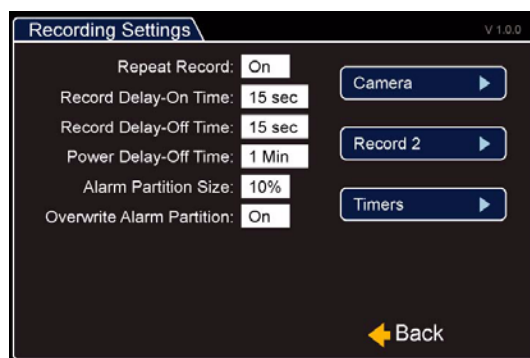 Recording Settings
V 1.0.0
Repeat Record: On
Record Delay-On Time: 15 sec
Record Delay-Off Time: 15 sec
Power Delay-Off Time: 1 Min
Alarm Partition Size: 10%
Overwrite Alarm Partition: On
Camera
Record 2
Timers
Back